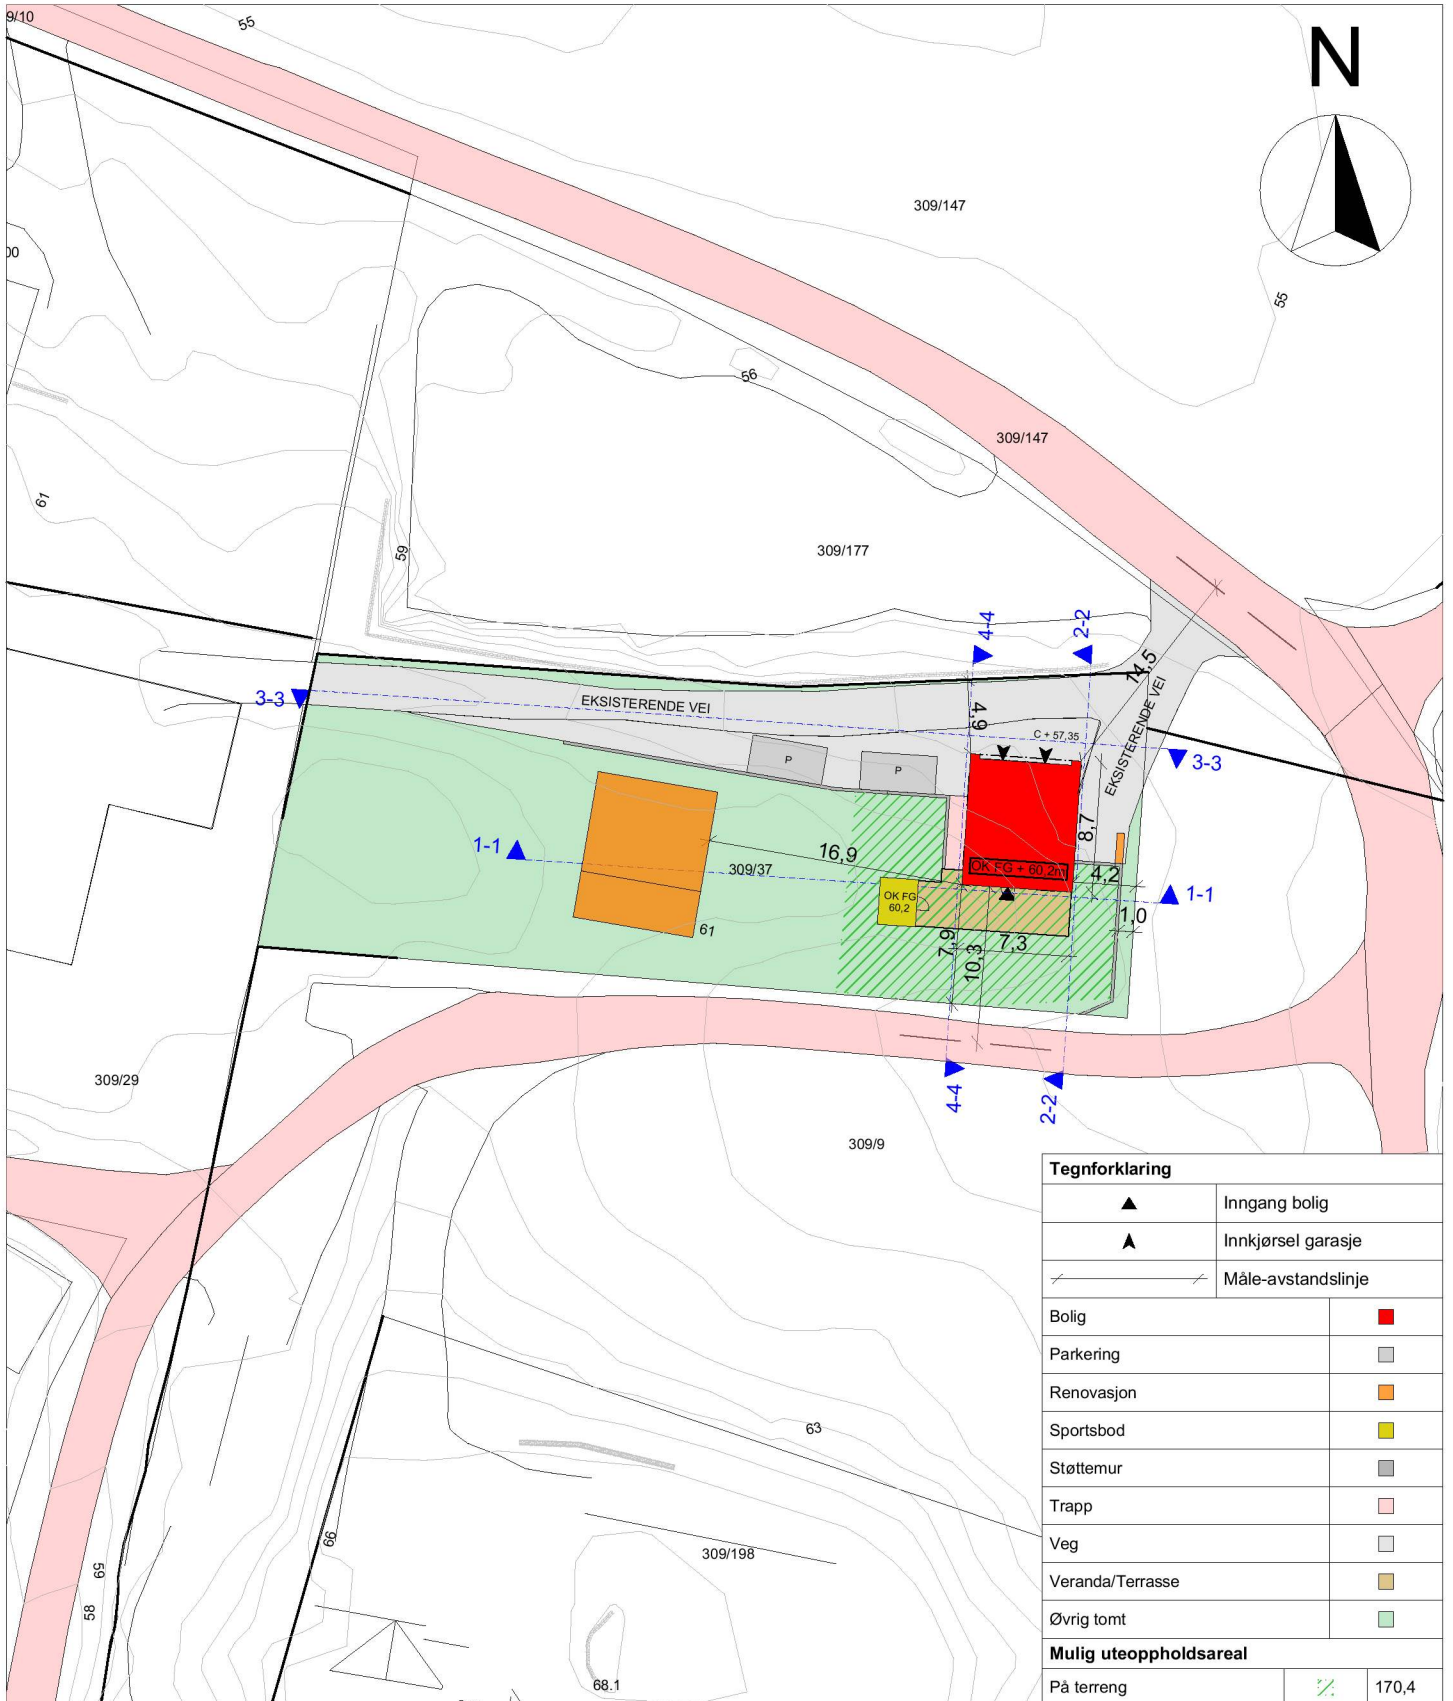 9/10
55
N
309/147
00
55
56
309/147
61
59
309/177
4-4
2-2
14,5
3-3
EKSISTERENDE VEI
4,9
C + 57,35
EKSISTERENDE VEI
3-3
P
P
8,7
1-1
16,9
309/37
OK FG + 60,2m
4,2
1-1
OK FG
60,2
1,0
61
7,9
10,3
7,3
309/29
4-4
2-2
309/9
Tegnforklaring
Inngang bolig
Innkjørsel garasje
Måle-avstandslinje
Bolig
Parkering
Renovasjon
Sportsbod
Støttemur
Trapp
Veg
Veranda/Terrasse
Øvrig tomt
Mulig uteoppholdsareal
På terreng 170,4
63
66
309/198
59
58
68.1